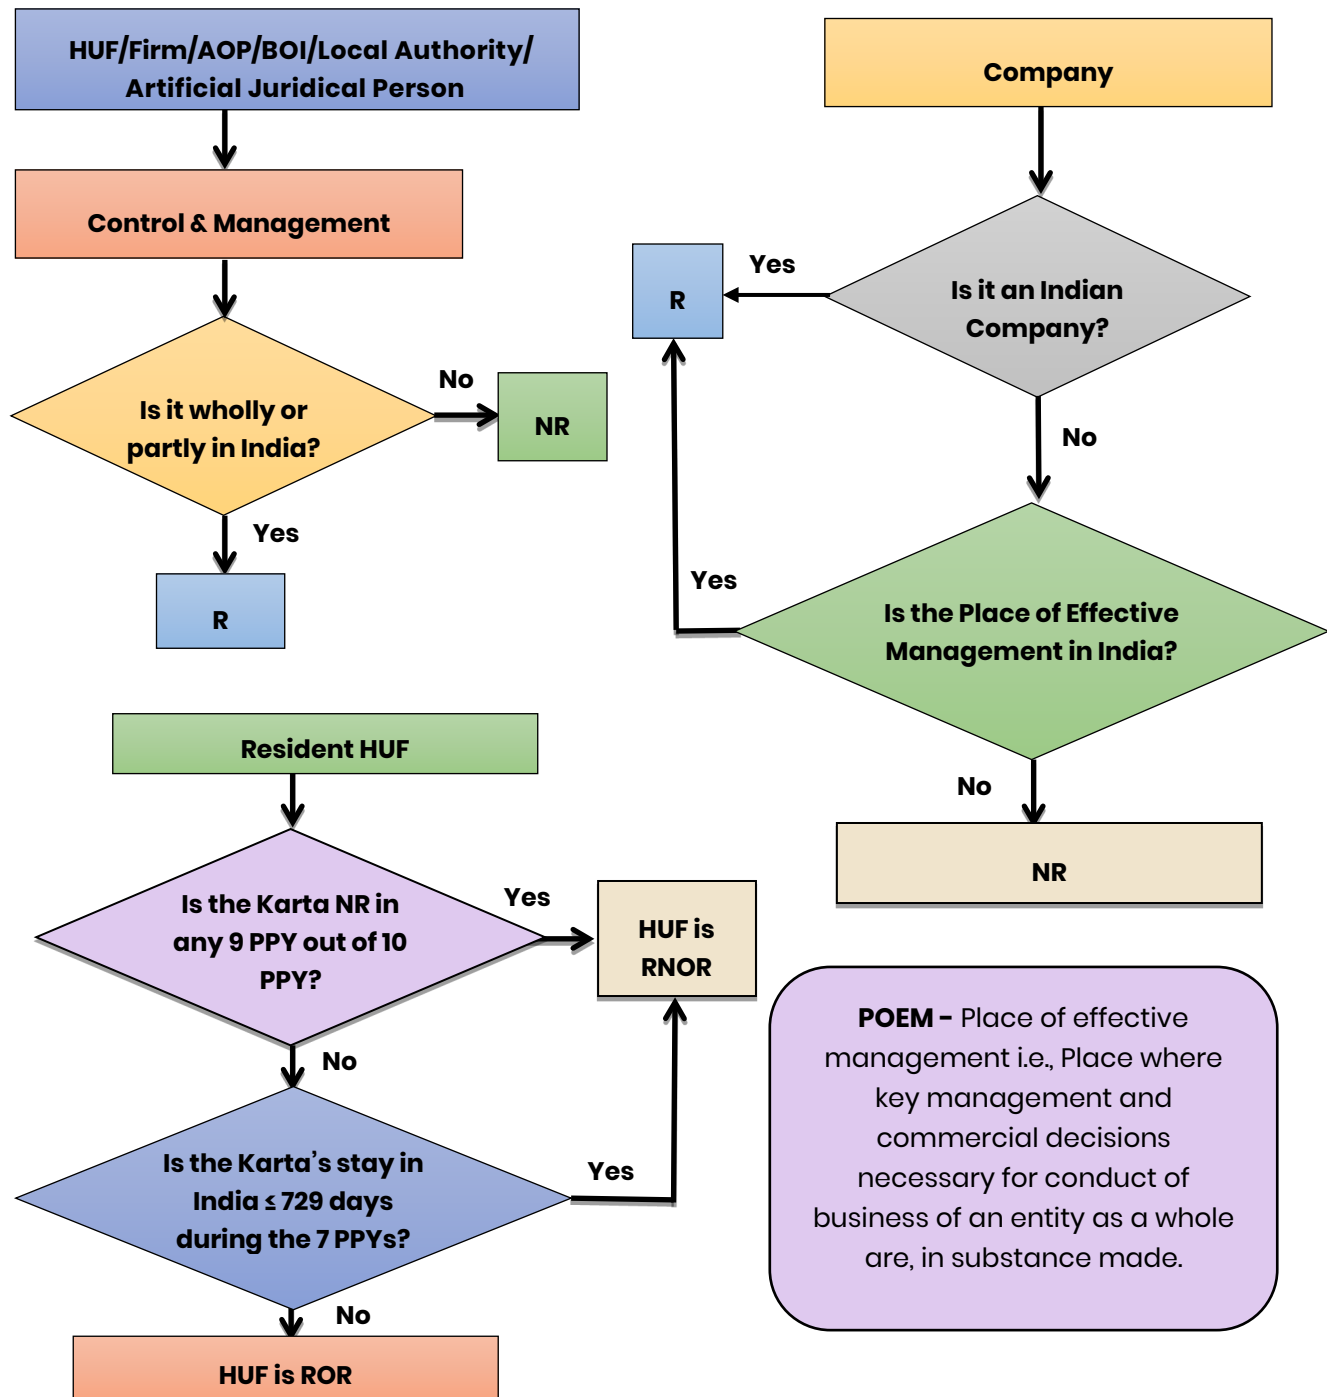 HUF/Firm/AOP/BOI/Local Authority/
Artificial Juridical Person
Control & Management
Is it wholly or
partly in India?
No
NR
Yes
R
Company
Is it an Indian
Company?
Yes
R
No
Is the Place of Effective
Management in India?
Yes
No
NR
Resident HUF
Is the Karta NR in
any 9 PPY out of 10
PPY?
Yes
HUF is
RNOR
No
Is the Karta's stay in
India ≤ 729 days
during the 7 PPYs?
Yes
No
HUF is ROR
POEM - Place of effective
management i.e., Place where
key management and
commercial decisions
necessary for conduct of
business of an entity as a whole
are, in substance made.